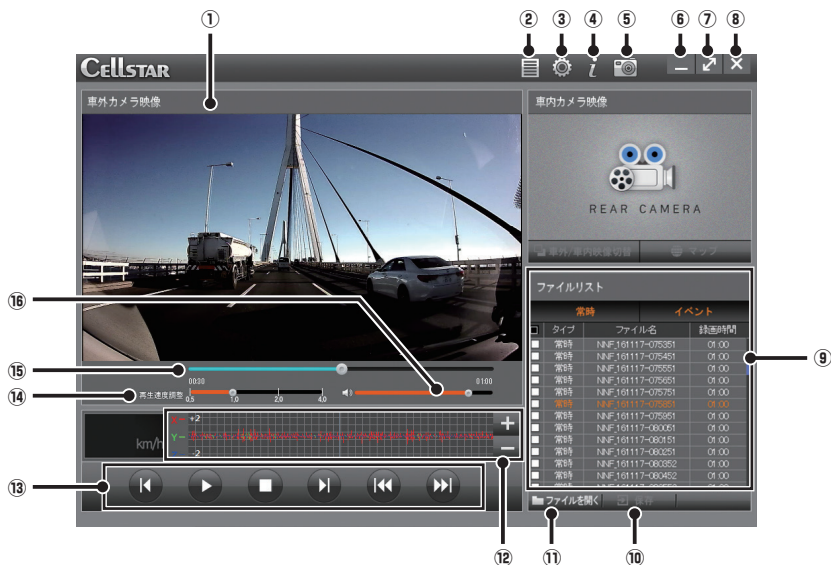 ① ② ③ ④ ⑤ ⑥ ⑦ ⑧
CELLSTAR
車外カメラ映像
車内カメラ映像
REAR CAMERA
車外/車内映像切替 マップ
ファイルリスト
常時 イベント
タイプ ファイル名 録画時間
常時 NNF_161117-075351 01:00
常時 NNF_161117-075451 01:00
常時 NNF_161117-075551 01:00
常時 NNF_161117-075651 01:00
常時 NNF_161117-075751 01:00
常時 NNF_161117-075851 01:00
常時 NNF_161117-075951 01:00
常時 NNF_161117-080051 01:00
常時 NNF_161117-080151 01:00
常時 NNF_161117-080251 01:00
常時 NNF_161117-080352 01:00
常時 NNF_161117-080452 01:00
⑨
ファイルを開く 保存
⑯
⑮
00:30 01:00
⑭
再生速度調整 0.5 1.0 2.0 4.0
km/h
X- +2
Y-
-2
+
−
⑬
⑫ ⑪ ⑩